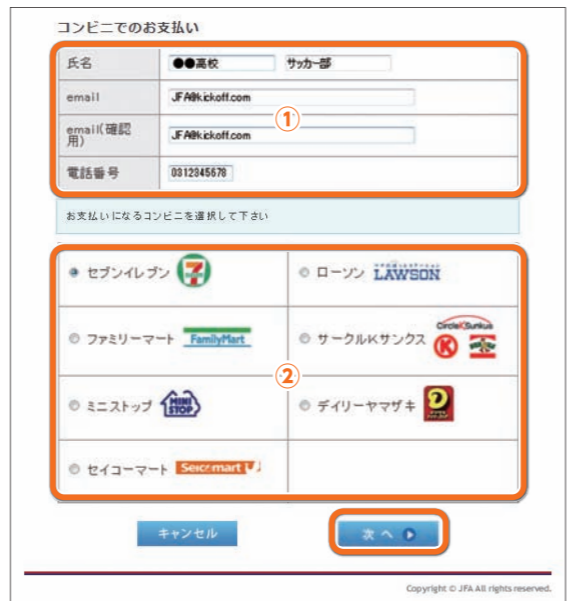 コンビニでのお支払い
氏名 ●●高校 サッカー部
email JFA@kickoff.com
①
email(確認用) JFA@kickoff.com
電話番号 0312345678
お支払いになるコンビニを選択して下さい
セブンイレブン
ローソン LAWSON
ファミリーマート FamilyMart
サークルKサンクス CircleK Sunkus K
②
ミニストップ MINI STOP
デイリーヤマザキ D
セイコーマート Seicomart
キャンセル 次へ
Copyright © JFA All rights reserved.